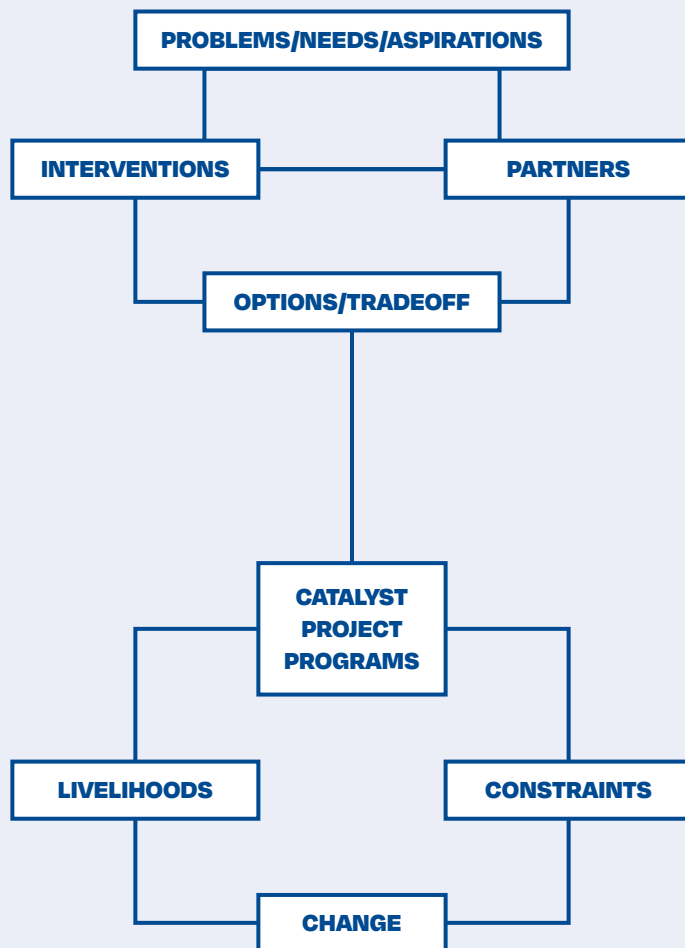 PROBLEMS/NEEDS/ASPIRATIONS
INTERVENTIONS
PARTNERS
OPTIONS/TRADEOFF
CATALYST
PROJECT
PROGRAMS
LIVELIHOODS
CONSTRAINTS
CHANGE